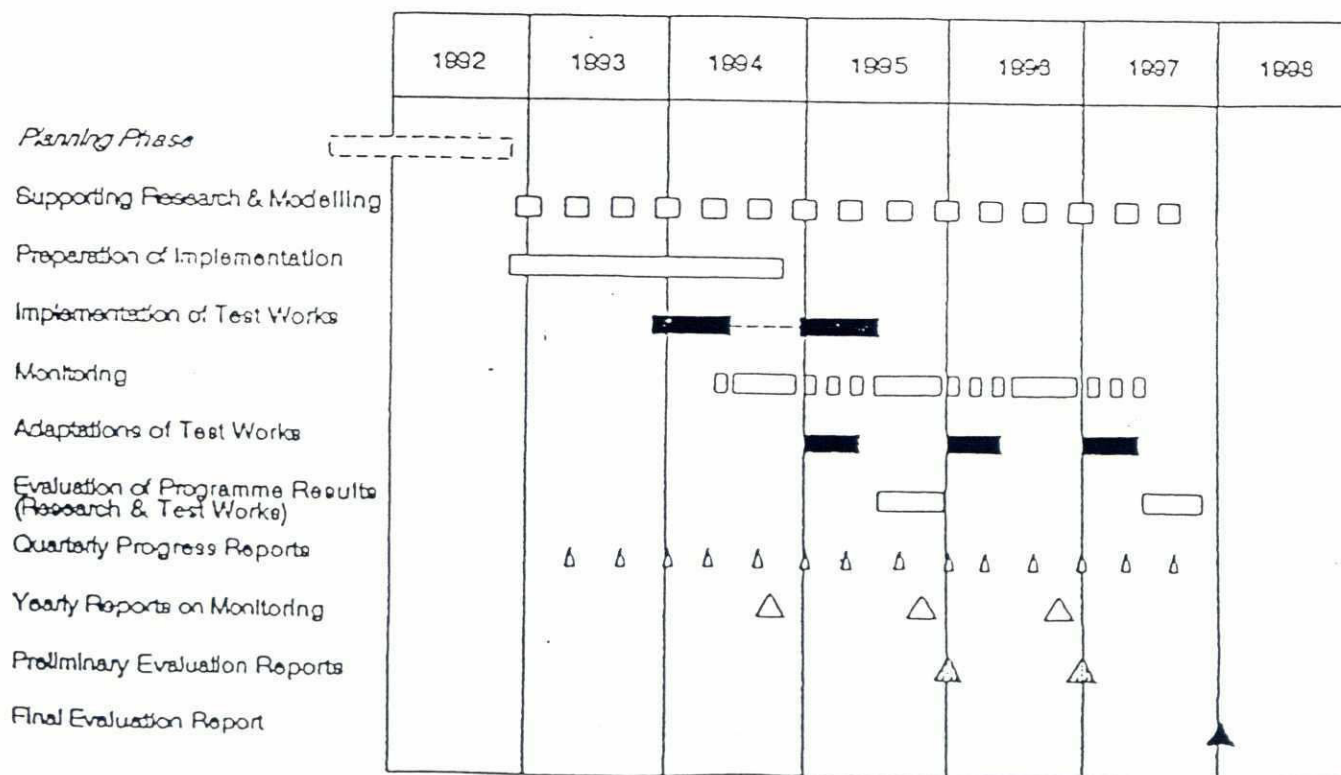 1992 1993 1994 1995 1996 1997 1998
Planning Phase
Supporting Research & Modelling
Preparation of Implementation
Implementation of Test Works
Monitoring
Adaptations of Test Works
Evaluation of Programme Results
(Research & Test Works)
Quarterly Progress Reports
Yearly Reports on Monitoring
Preliminary Evaluation Reports
Final Evaluation Report